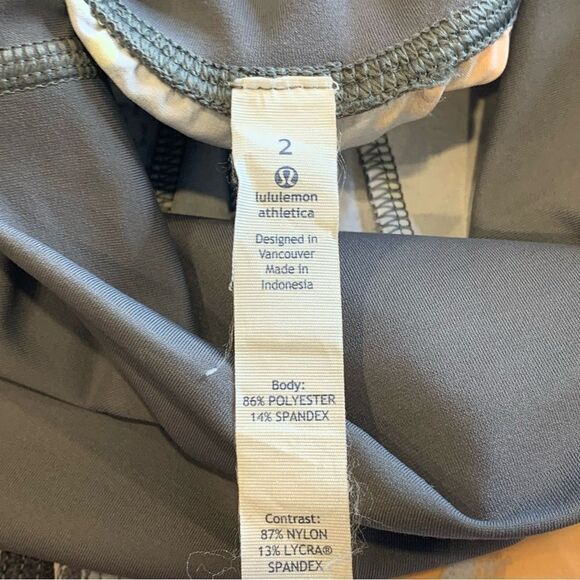 2
lululemon
athletica
Designed in
Vancouver
Made in
Indonesia
Body:
86% POLYESTER
14% SPANDEX
Contrast:
87% NYLON
13% LYCRA®
SPANDEX